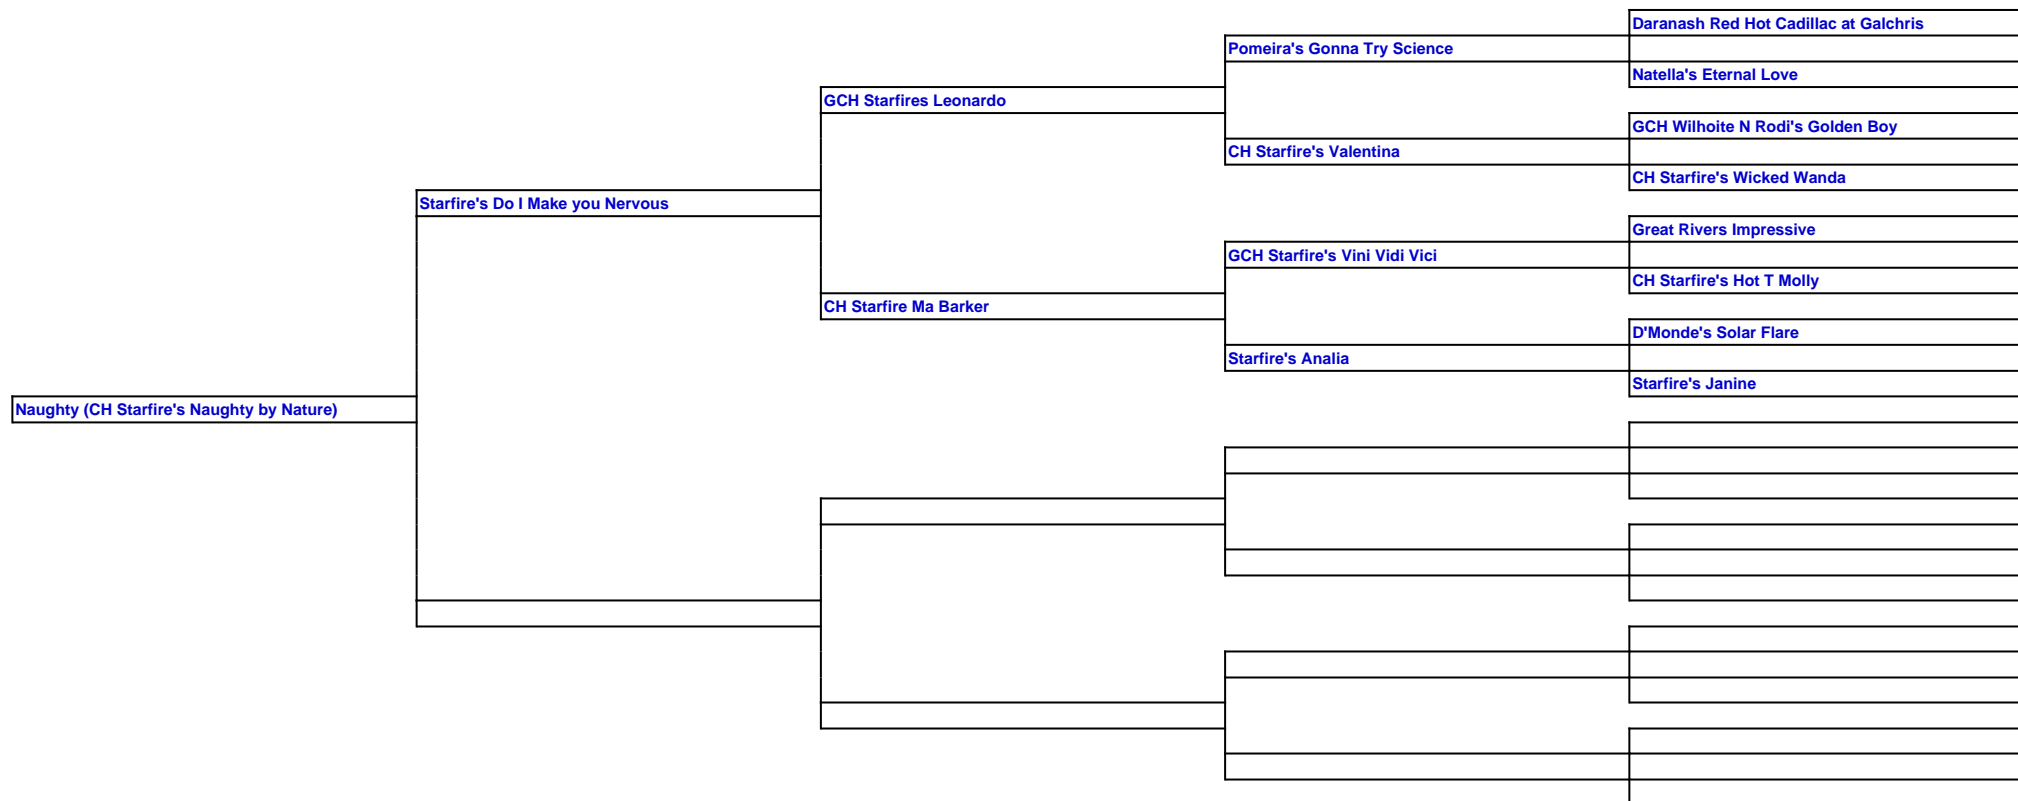 Daranash Red Hot Cadillac at Galchris
Pomeira's Gonna Try Science
Natella's Eternal Love
GCH Starfires Leonardo
GCH Wilhoite N Rodi's Golden Boy
CH Starfire's Valentina
CH Starfire's Wicked Wanda
Starfire's Do I Make you Nervous
Great Rivers Impressive
GCH Starfire's Vini Vidi Vici
CH Starfire's Hot T Molly
CH Starfire Ma Barker
D'Monde's Solar Flare
Starfire's Analia
Starfire's Janine
Naughty (CH Starfire's Naughty by Nature)